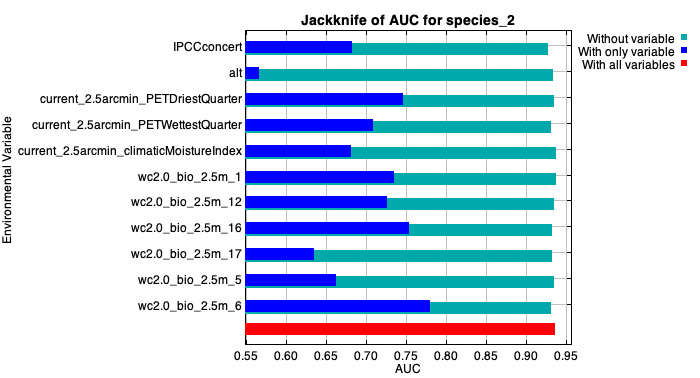 Jackknife of AUC for species_2
Without variable
With only variable
With all variables
Environmental Variable
IPCCconcert
alt
current_2.5arcmin_PETDriestQuarter
current_2.5arcmin_PETWettestQuarter
current_2.5arcmin_climaticMoistureIndex
wc2.0_bio_2.5m_1
wc2.0_bio_2.5m_12
wc2.0_bio_2.5m_16
wc2.0_bio_2.5m_17
wc2.0_bio_2.5m_5
wc2.0_bio_2.5m_6
0.55 0.60 0.65 0.70 0.75 0.80 0.85 0.90 0.95
AUC